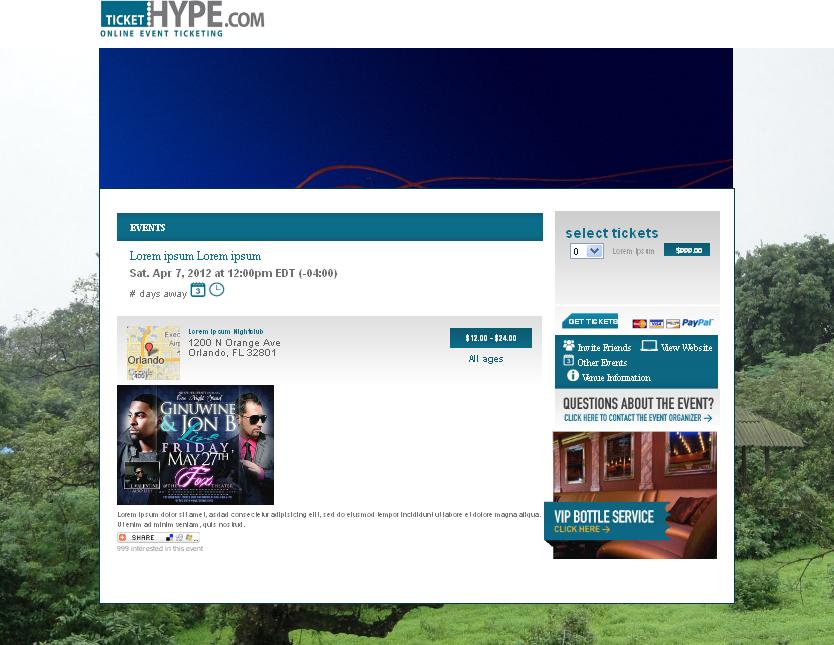 TICKET HYPE.COM
ONLINE EVENT TICKETING
EVENTS
Lorem ipsum Lorem ipsum
Sat. Apr 7, 2012 at 12:00pm EDT (-04:00)
# days away 3
Orlando
Lorem Ipsum Nightclub
1200 N Orange Ave
Orlando, FL 32801
$12.00 - $24.00
All ages
GINUWINE
& JON B
Live
FRIDAY,
MAY 27TH
Fox
THEATER
Lorem ipsum dolor sit amet, asdad consectetur adipisicing elit, sed do eiusmod tempor incididunt ut labore et dolore magna aliqua.
Ut enim ad minim veniam, quis nostrud.
SHARE
999 interested in this event
select tickets
0 Lorem Ipsum $999.00
GET TICKETS VISA PayPal
Invite Friends View Website
3 Other Events
Venue Information
QUESTIONS ABOUT THE EVENT?
CLICK HERE TO CONTACT THE EVENT ORGANIZER →
VIP BOTTLE SERVICE
CLICK HERE →